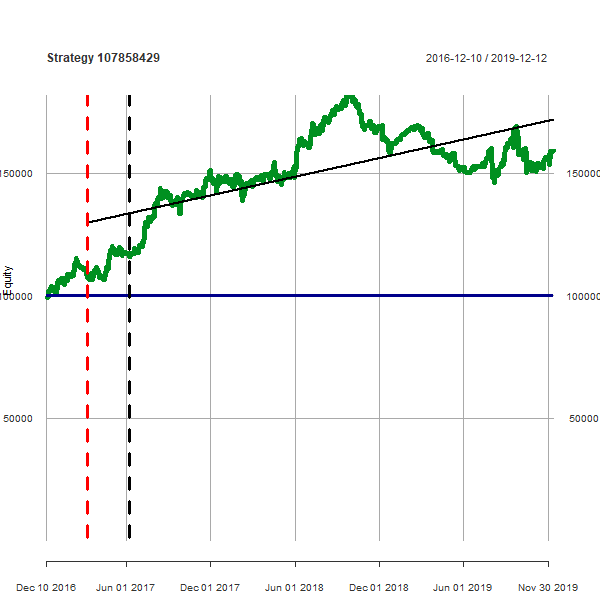 Strategy 107858429
2016-12-10 / 2019-12-12
150000 150000
Equity
100000 100000
50000 50000
Dec 10 2016 Jun 01 2017 Dec 01 2017 Jun 01 2018 Dec 01 2018 Jun 01 2019 Nov 30 2019